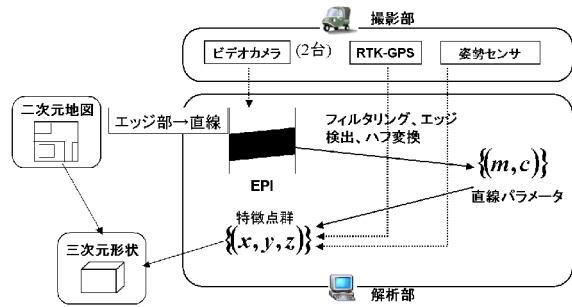 撮影部
ビデオカメラ (2台) RTK-GPS 姿勢センサ
二次元地図
エッジ部→直線
フィルタリング、エッジ
検出、ハフ変換
EPI
{(m,c)}
直線パラメータ
特徴点群
{(x,y,z)}
三次元形状
解析部